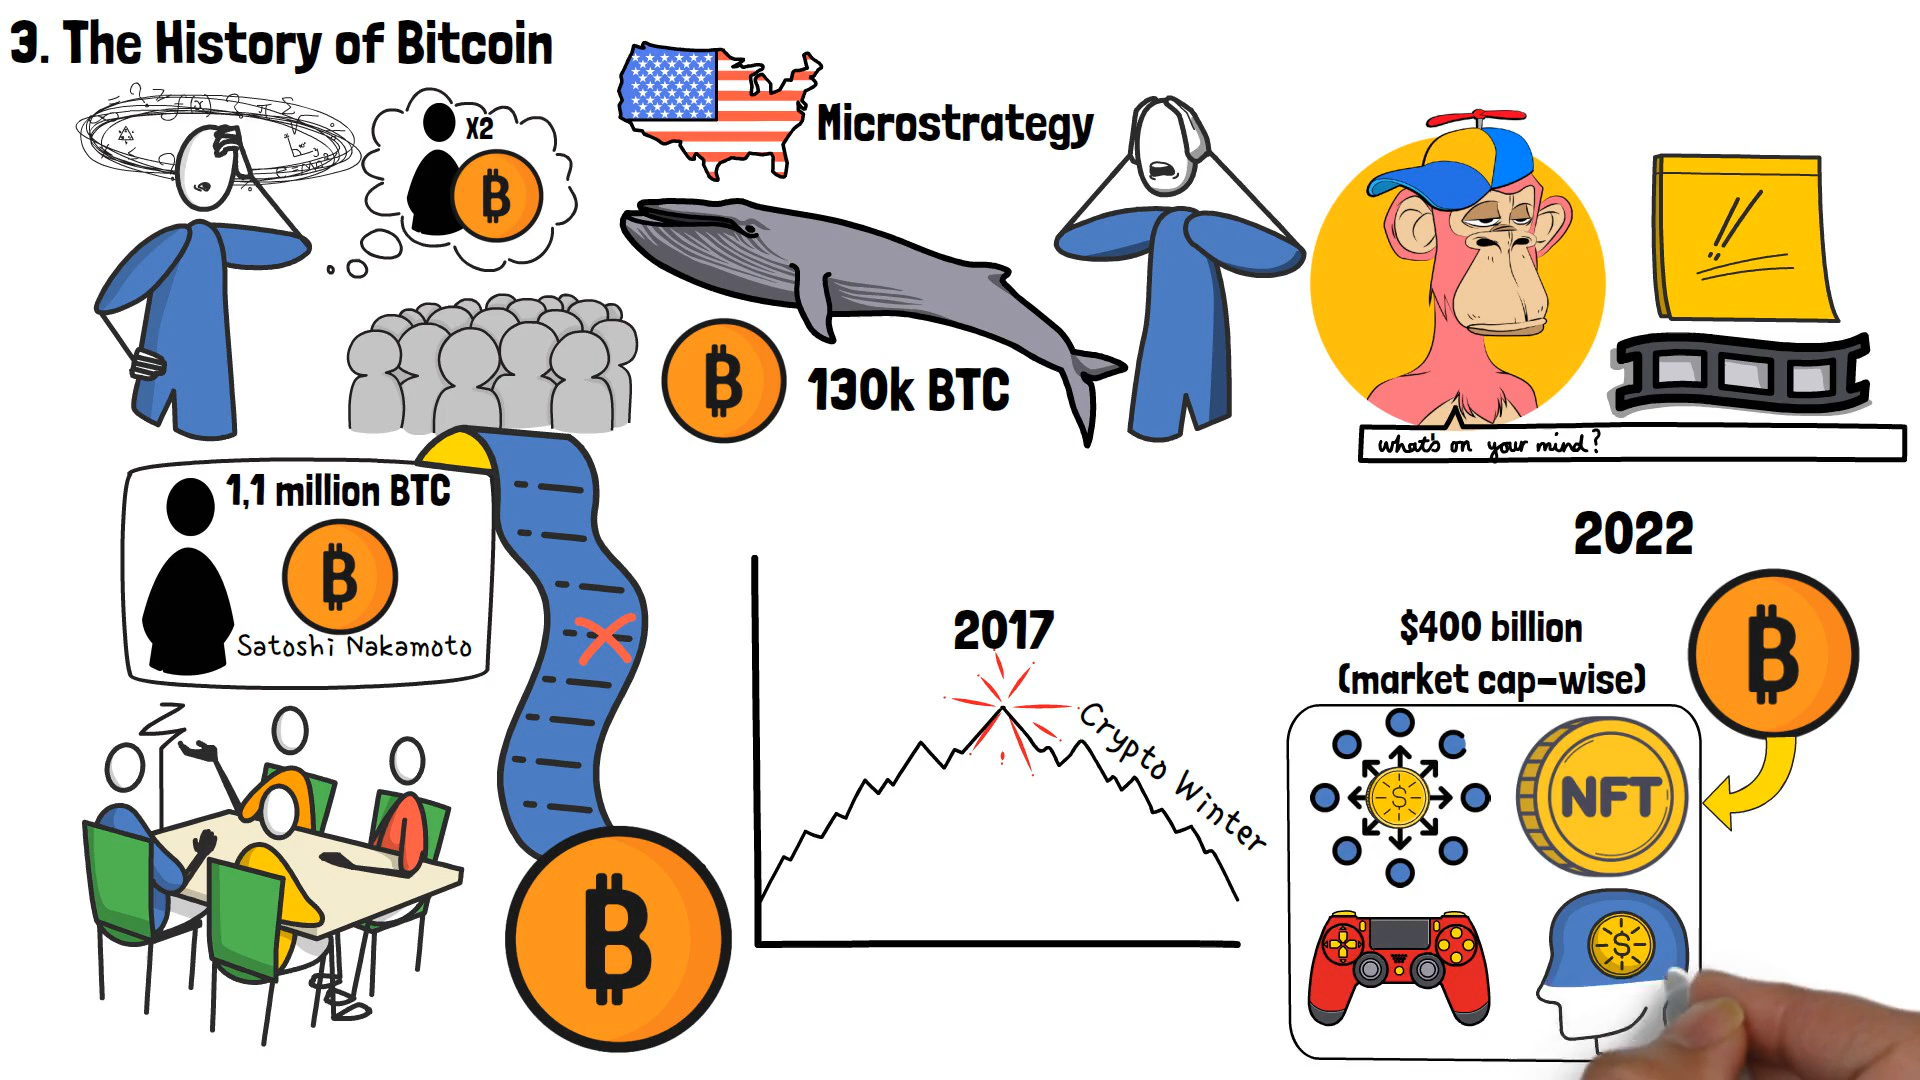 3. The History of Bitcoin
X2
Microstrategy
130k BTC
what's on your mind?
1,1 million BTC
Satoshi Nakamoto
2017
Crypto Winter
2022
$400 billion
(market cap-wise)
NFT